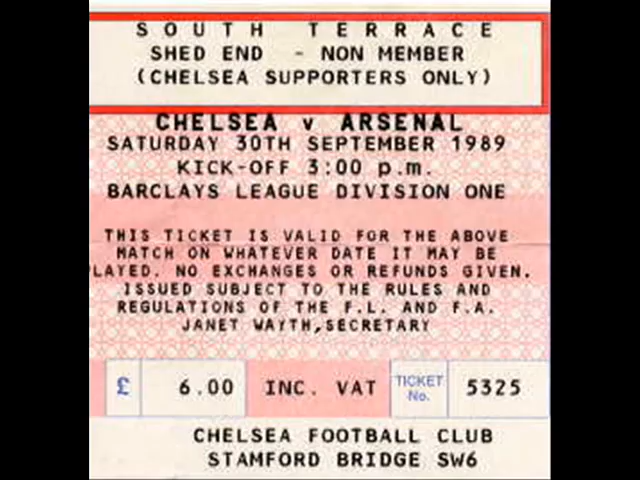 SOUTH TERRACE
SHED END - NON MEMBER
(CHELSEA SUPPORTERS ONLY)
CHELSEA v ARSENAL
SATURDAY 30TH SEPTEMBER 1989
KICK-OFF 3:00 p.m.
BARCLAYS LEAGUE DIVISION ONE
THIS TICKET IS VALID FOR THE ABOVE
MATCH ON WHATEVER DATE IT MAY BE
PLAYED. NO EXCHANGES OR REFUNDS GIVEN.
ISSUED SUBJECT TO THE RULES AND
REGULATIONS OF THE F.L. AND F.A.
JANET WAYTH,SECRETARY
£ 6.00 INC. VAT TICKET No. 5325
CHELSEA FOOTBALL CLUB
STAMFORD BRIDGE SW6